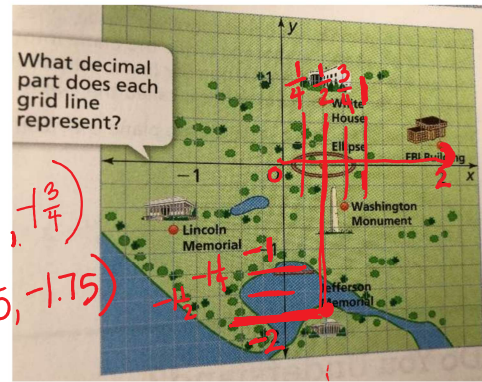 What decimal
part does each
grid line
represent?
y
1
1/4 1/2 3/4 1
White
House
Ellipse
FBI Building
-1
0
2
x
Washington
Monument
Lincoln
Memorial
-1 3/4)
5, -1.75)
-1
-1 1/4
-1 1/2
-2
Jefferson
Memorial